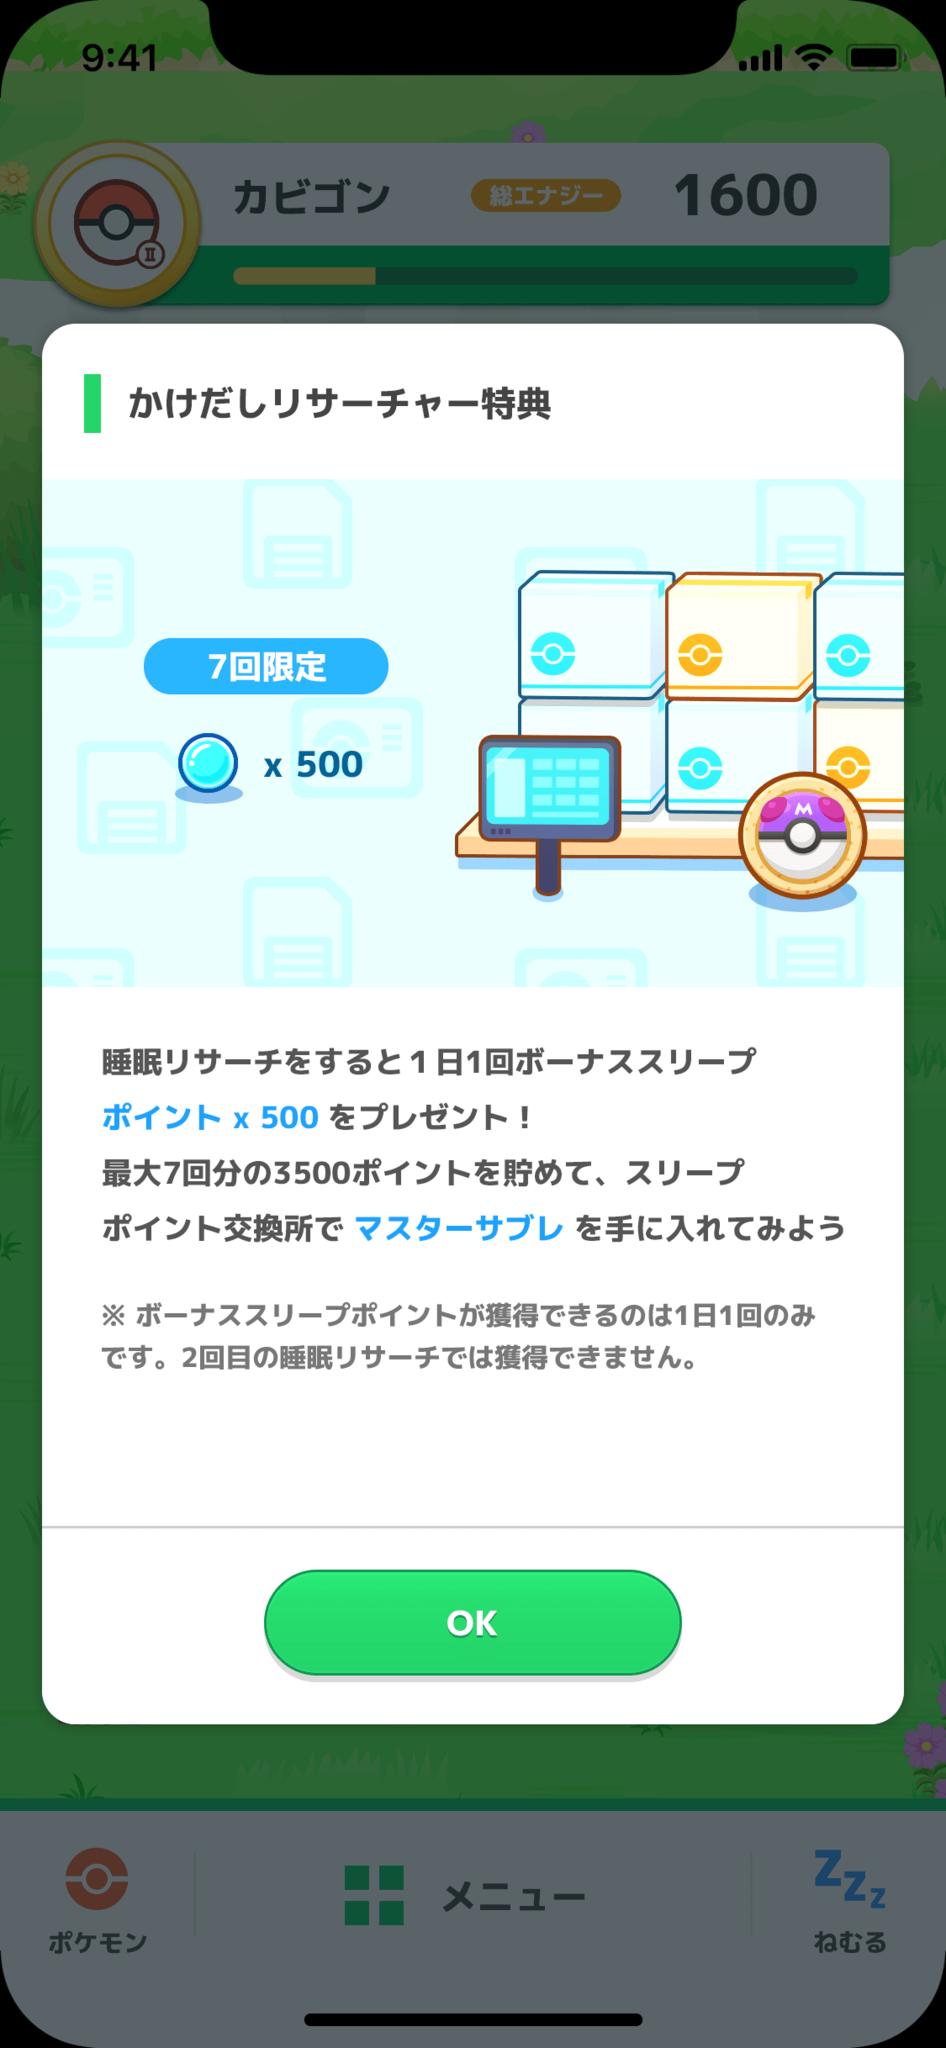 9:41
カビゴン 総エナジー 1600
II
かけだしリサーチャー特典
7回限定
x 500
M
睡眠リサーチをすると１日1回ボーナススリープ
ポイント x 500 をプレゼント！
最大7回分の3500ポイントを貯めて、スリープ
ポイント交換所で マスターサブレ を手に入れてみよう
※ ボーナススリープポイントが獲得できるのは1日1回のみ
です。2回目の睡眠リサーチでは獲得できません。
OK
ポケモン
メニュー
Zzz
ねむる